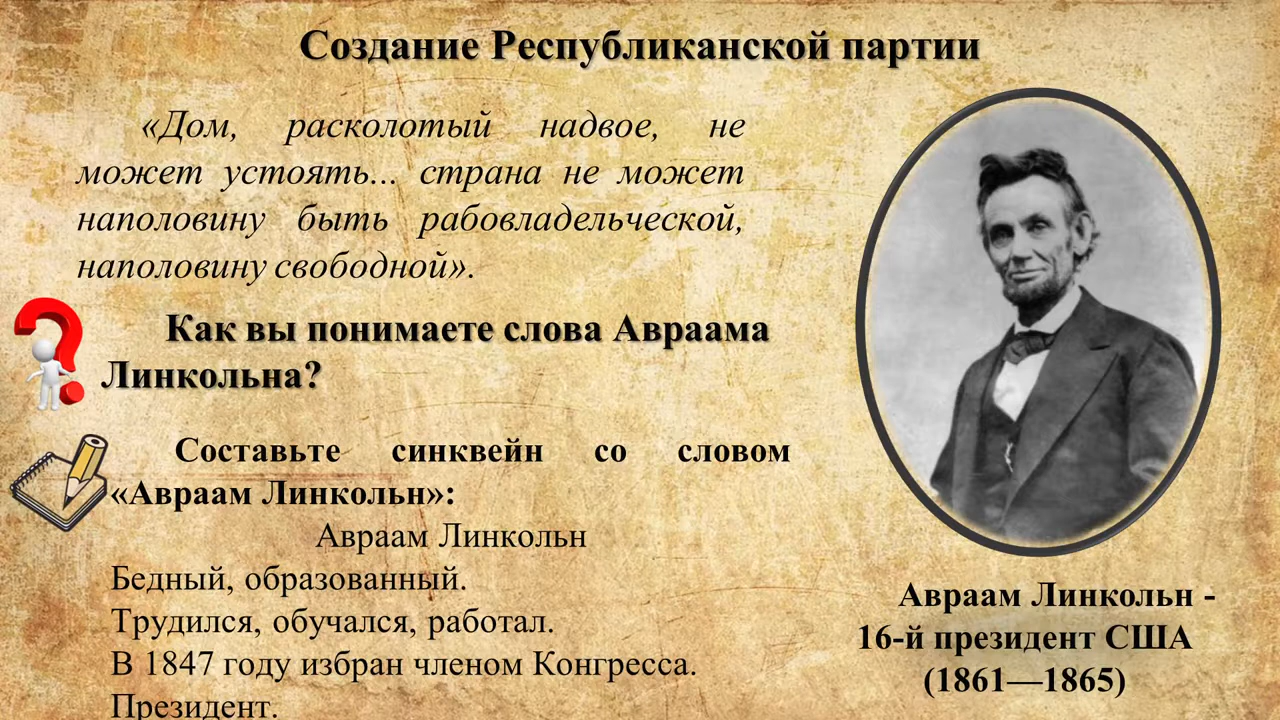 Создание Республиканской партии
«Дом, расколотый надвое, не
может устоять... страна не может
наполовину быть рабовладельческой,
наполовину свободной».
Как вы понимаете слова Авраама
Линкольна?
Составьте синквейн со словом
«Авраам Линкольн»:
Авраам Линкольн
Бедный, образованный.
Трудился, обучался, работал.
В 1847 году избран членом Конгресса.
Президент.
Авраам Линкольн -
16-й президент США
(1861—1865)